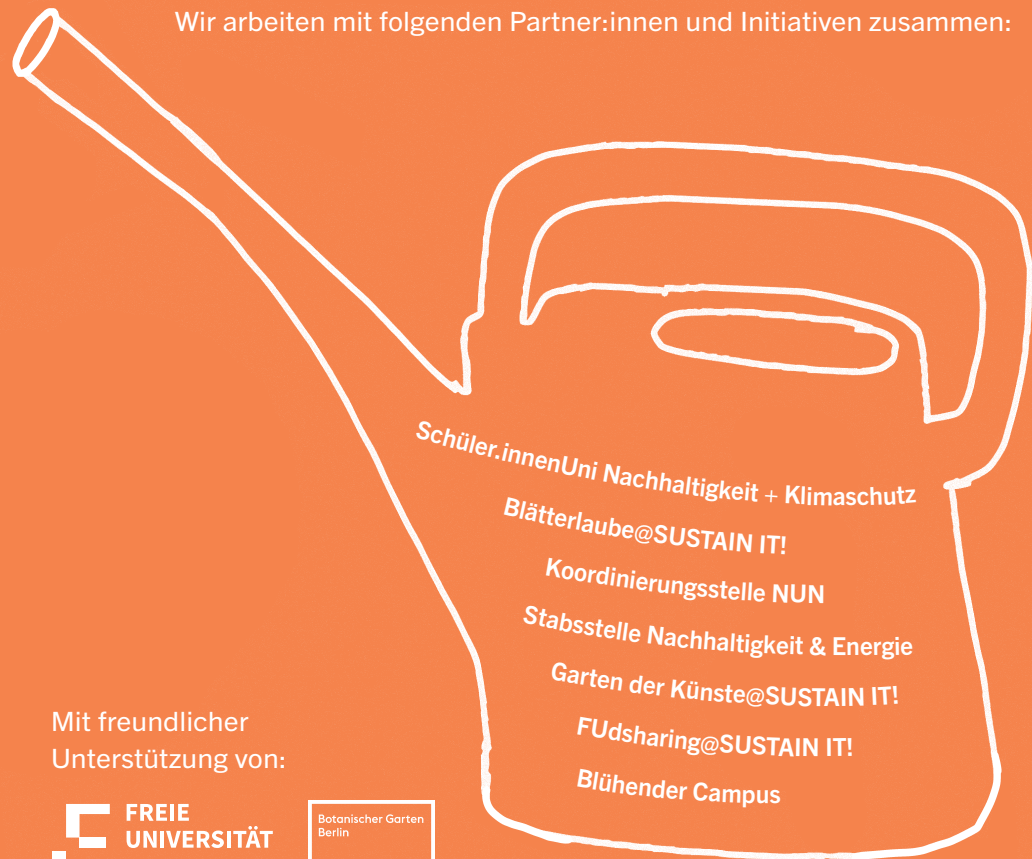 Wir arbeiten mit folgenden Partner:innen und Initiativen zusammen:
Schüler.innenUni Nachhaltigkeit + Klimaschutz
Blätterlaube@SUSTAIN IT!
Koordinierungsstelle NUN
Stabsstelle Nachhaltigkeit & Energie
Garten der Künste@SUSTAIN IT!
FUdsharing@SUSTAIN IT!
Blühender Campus
Mit freundlicher
Unterstützung von:
FREIE
UNIVERSITÄT
Botanischer Garten
Berlin